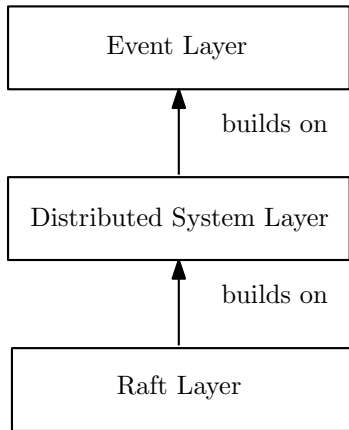 Event Layer
builds on
Distributed System Layer
builds on
Raft Layer